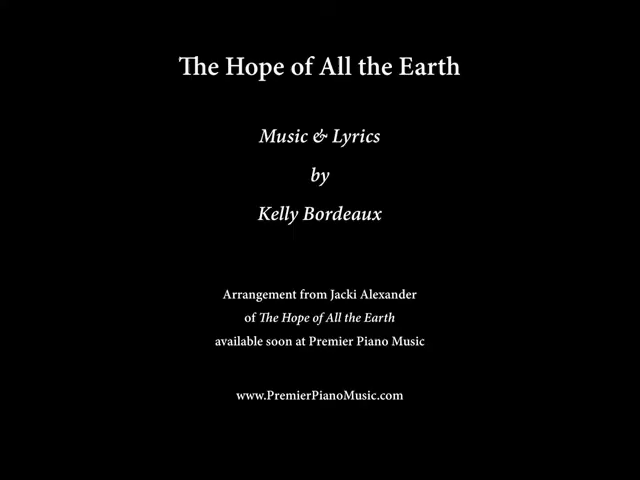 The Hope of All the Earth
Music & Lyrics
by
Kelly Bordeaux
Arrangement from Jacki Alexander
of The Hope of All the Earth
available soon at Premier Piano Music
www.PremierPianoMusic.com